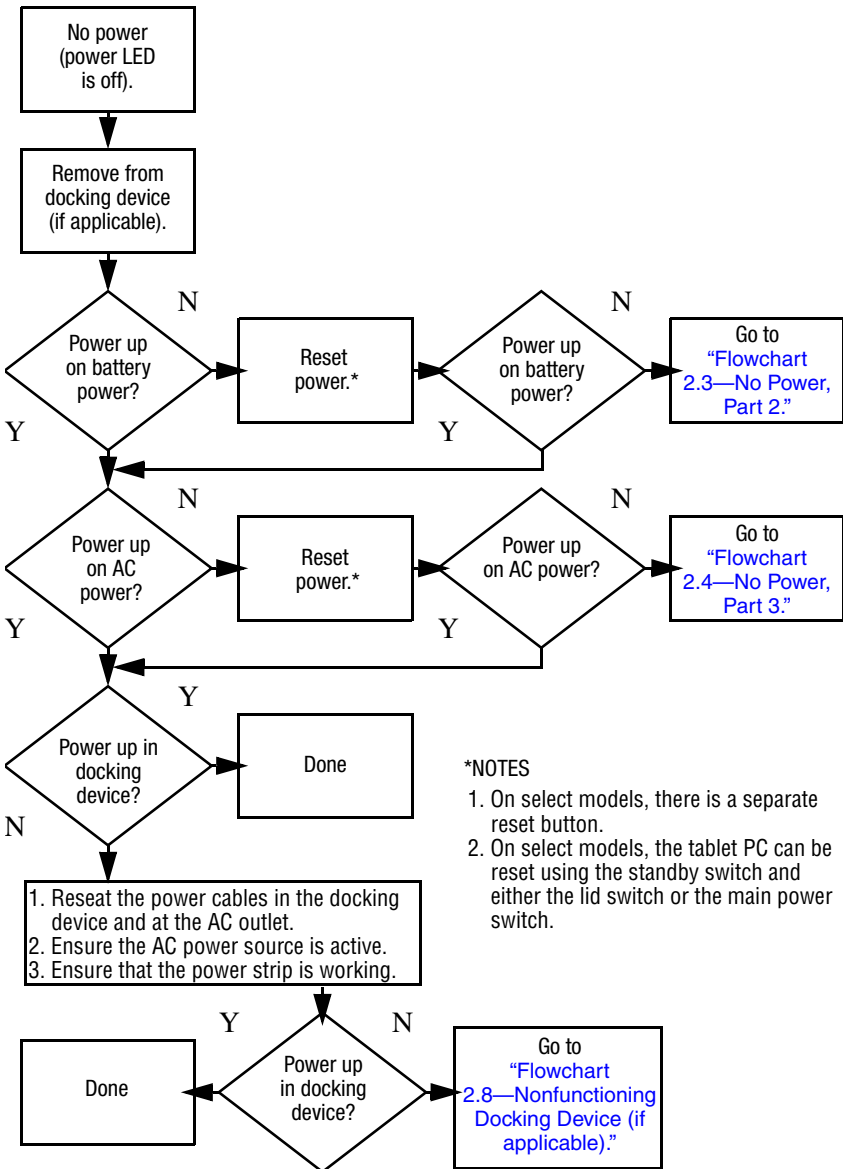 No power
(power LED
is off).
Remove from
docking device
(if applicable).
N
N
Power up
on battery
power?
Reset
power.*
Power up
on battery
power?
Go to
“Flowchart
2.3—No Power,
Part 2.”
Y
Y
N
N
Power up
on AC
power?
Reset
power.*
Power up
on AC power?
Go to
“Flowchart
2.4—No Power,
Part 3.”
Y
Y
Y
Power up in
docking
device?
Done
N
*NOTES
1. On select models, there is a separate
reset button.
2. On select models, the tablet PC can be
reset using the standby switch and
either the lid switch or the main power
switch.
1. Reseat the power cables in the docking
device and at the AC outlet.
2. Ensure the AC power source is active.
3. Ensure that the power strip is working.
Y
N
Done
Power up
in docking
device?
Go to
“Flowchart
2.8—Nonfunctioning
Docking Device (if
applicable).”